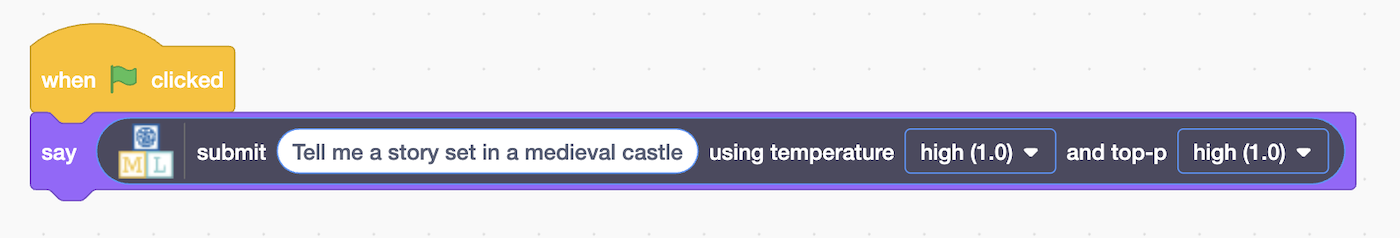 when clicked
say ML submit Tell me a story set in a medieval castle using temperature high (1.0) and top-p high (1.0)